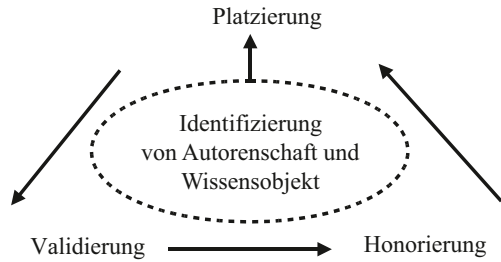 Platzierung
Identifizierung
von Autorenschaft und
Wissensobjekt
Validierung
Honorierung